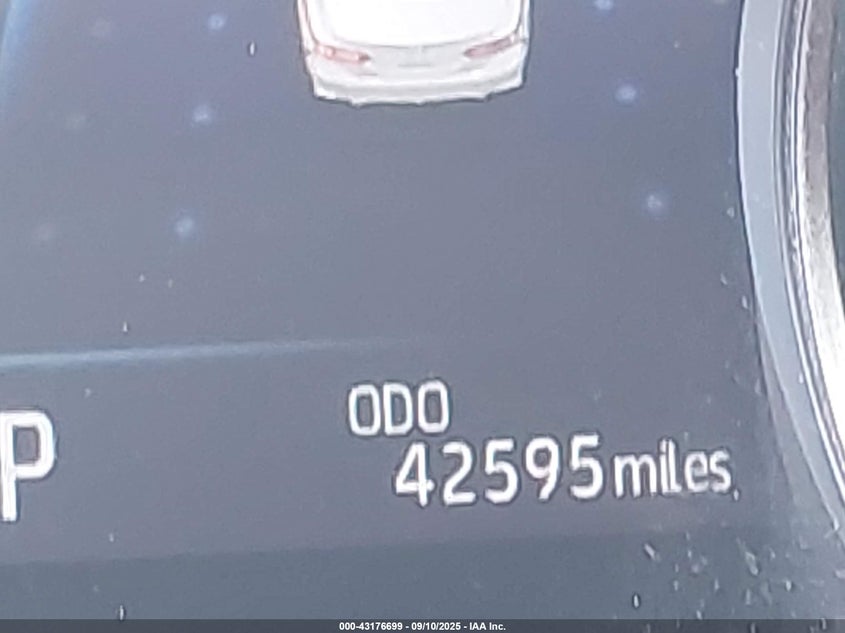 ODO
P
42595 miles
000-43176699 - 09/10/2025 - IAA Inc.